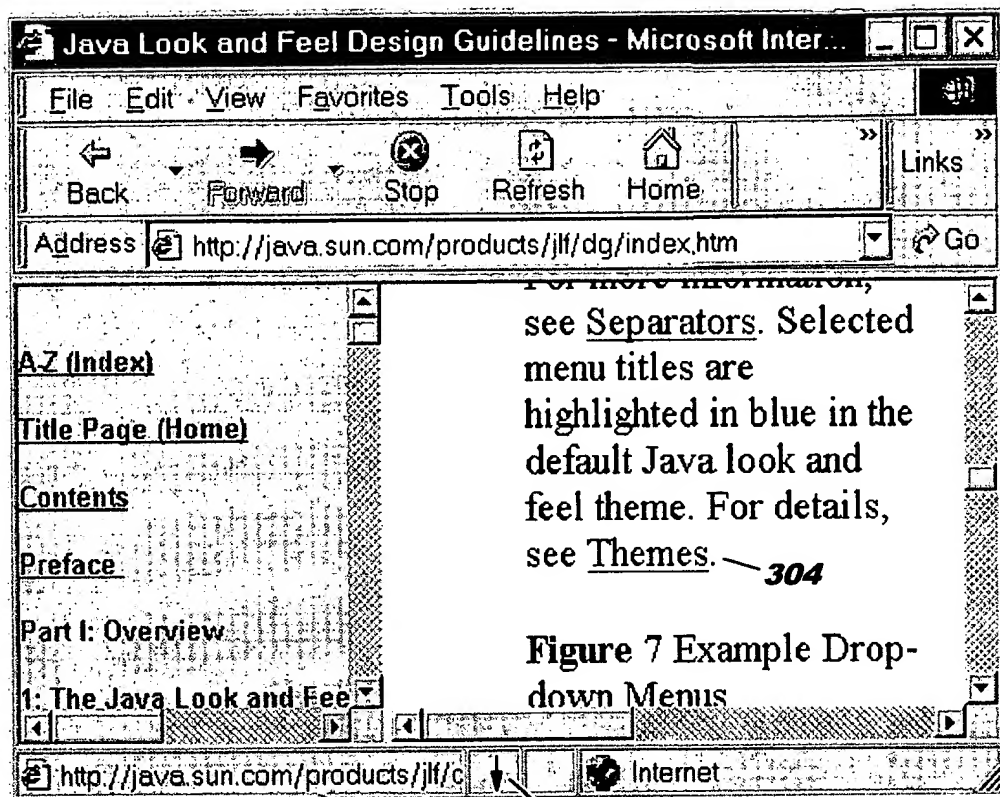 Java Look and Feel Design Guidelines - Microsoft Inter...
File Edit View Favorites Tools Help
Back Forward Stop Refresh Home » Links »
Address http://java.sun.com/products/jlf/dg/index.htm Go
A-Z (Index)
Title Page (Home)
Contents
Preface
Part I: Overview
1: The Java Look and Fee
For more information,
see Separators. Selected
menu titles are
highlighted in blue in the
default Java look and
feel theme. For details,
see Themes.
304
Figure 7 Example Drop-
down Menus
http://java.sun.com/products/jlf/c
Internet